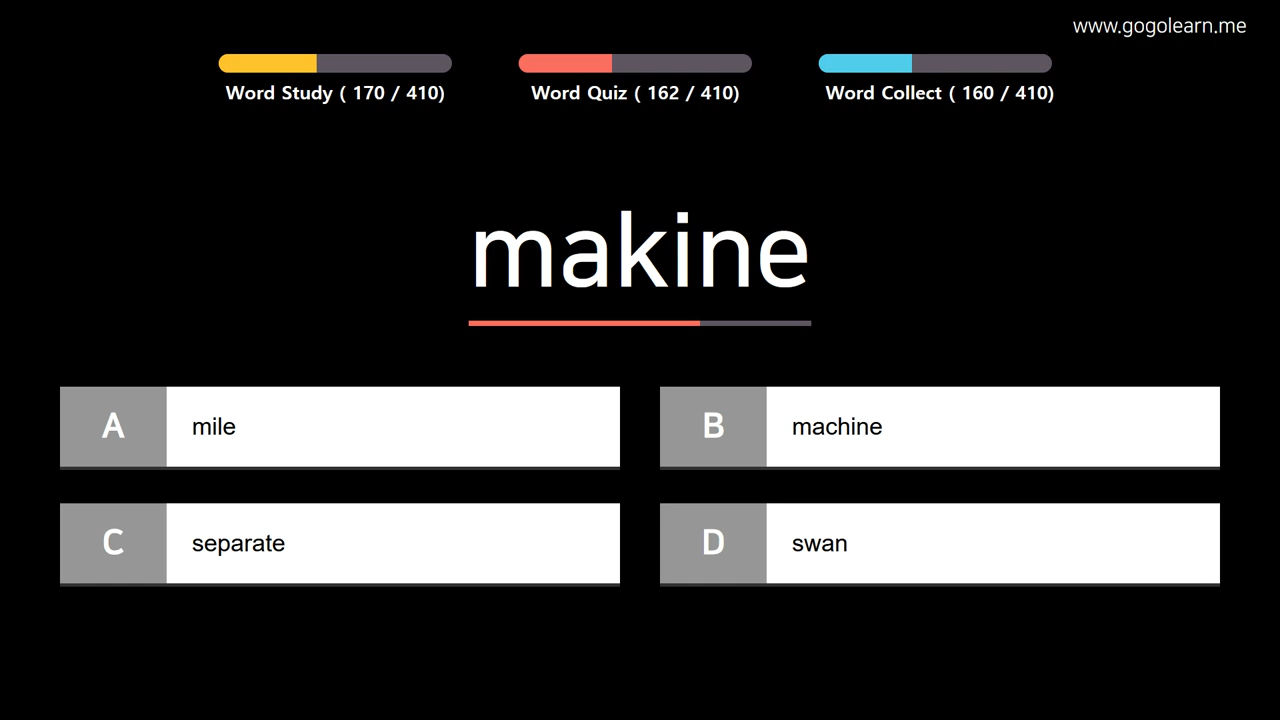 www.gogolearn.me
Word Study ( 170 / 410)
Word Quiz ( 162 / 410)
Word Collect ( 160 / 410)
makine
A mile
B machine
C separate
D swan